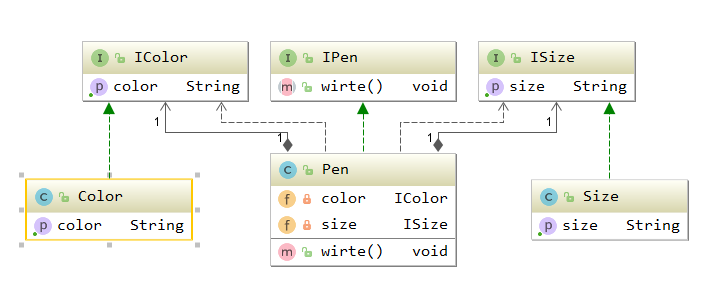 I IColor
p color String
I IPen
m wirte() void
I ISize
p size String
1
1
1
1
C Color
p color String
C Pen
f color IColor
f size ISize
m wirte() void
C Size
p size String